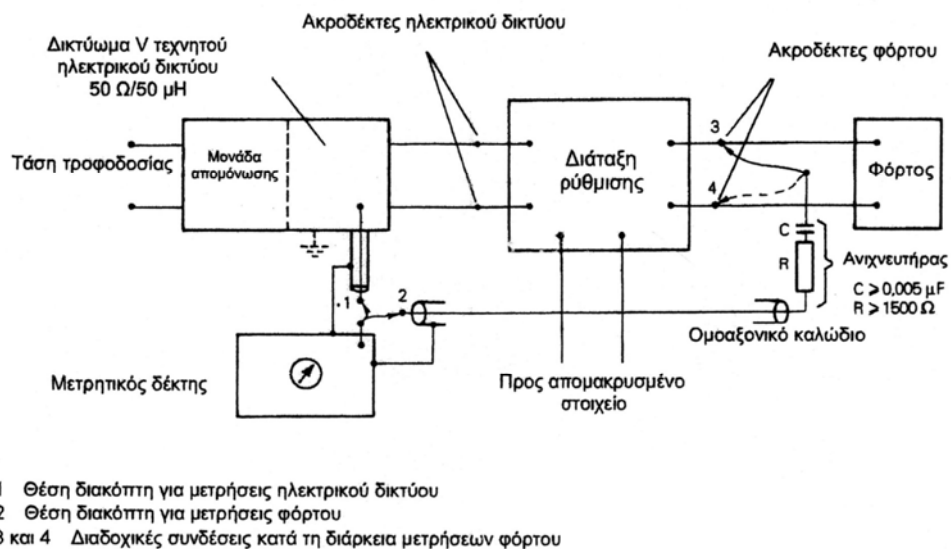 Ακροδέκτες ηλεκτρικού δικτύου
Ακροδέκτες φόρτου
Δικτύωμα V τεχνητού
ηλεκτρικού δικτύου
50 Ω/50 μH
Τάση τροφοδοσίας
Μονάδα
απομόνωσης
Διάταξη
ρύθμισης
3
4
Φόρτος
C
R
Ανιχνευτήρας
C ⩾ 0,005 μF
R ⩾ 1500 Ω
1
2
Ομοαξονικό καλώδιο
Μετρητικός δέκτης
Προς απομακρυσμένο
στοιχείο
1 Θέση διακόπτη για μετρήσεις ηλεκτρικού δικτύου
2 Θέση διακόπτη για μετρήσεις φόρτου
3 και 4 Διαδοχικές συνδέσεις κατά τη διάρκεια μετρήσεων φόρτου